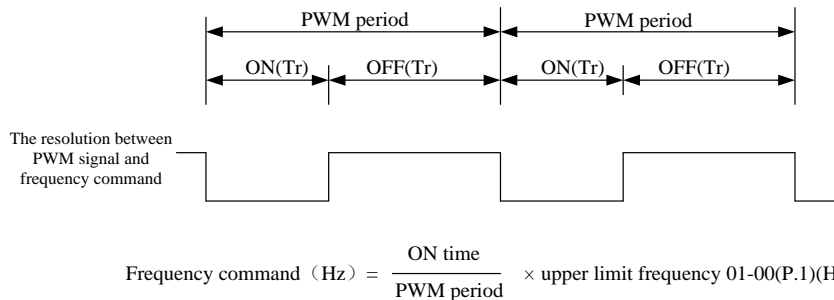 PWM period PWM period
ON(Tr) OFF(Tr) ON(Tr) OFF(Tr)
The resolution between
PWM signal and
frequency command
Frequency command（Hz）= ON time
PWM period × upper limit frequency 01-00(P.1)(H